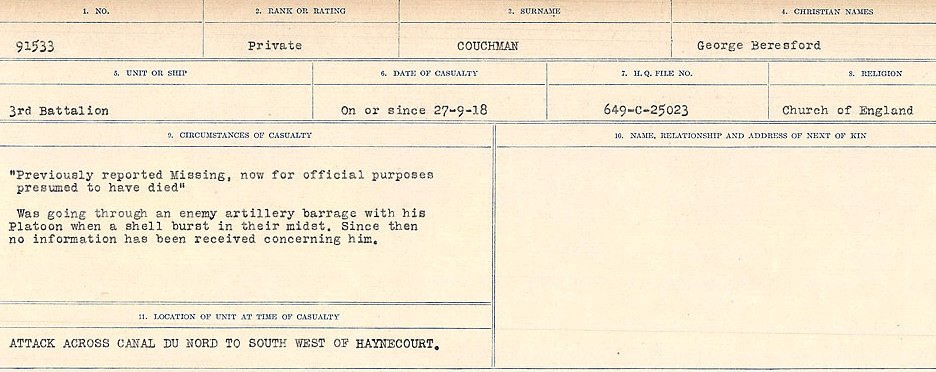 1. NO.
2. RANK OR RATING
3. SURNAME
4. CHRISTIAN NAMES
91533
Private
COUCHMAN
George Beresford
5. UNIT OR SHIP
6. DATE OF CASUALTY
7. H.Q. FILE NO.
8. RELIGION
3rd Battalion
On or since 27-9-18
649-C-25023
Church of England
9. CIRCUMSTANCES OF CASUALTY
10. NAME, RELATIONSHIP AND ADDRESS OF NEXT OF KIN
"Previously reported Missing, now for official purposes
presumed to have died"
Was going through an enemy artillery barrage with his
Platoon when a shell burst in their midst. Since then
no information has been received concerning him.
11. LOCATION OF UNIT AT TIME OF CASUALTY
ATTACK ACROSS CANAL DU NORD TO SOUTH WEST OF HAYNECOURT.